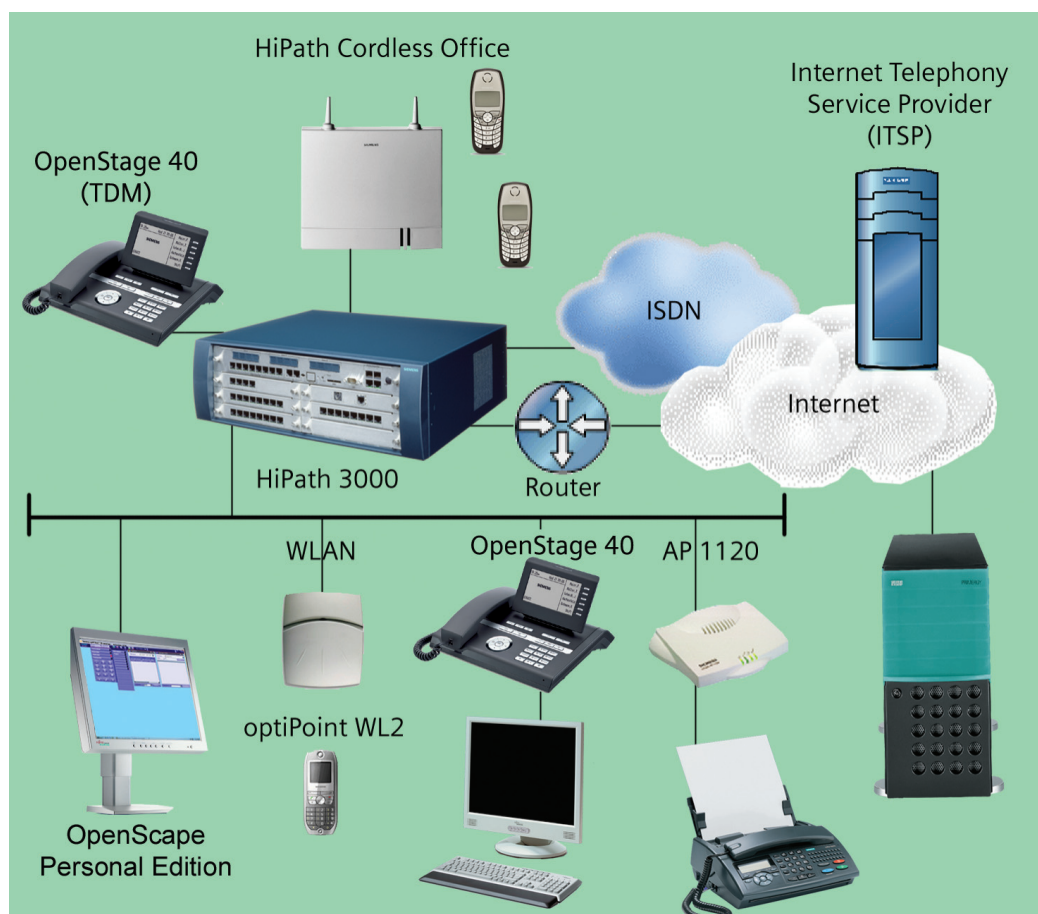 HiPath Cordless Office
Internet Telephony
Service Provider
(ITSP)
OpenStage 40
(TDM)
ISDN
Internet
HiPath 3000
Router
WLAN
OpenStage 40
AP 1120
optiPoint WL2
OpenScape
Personal Edition